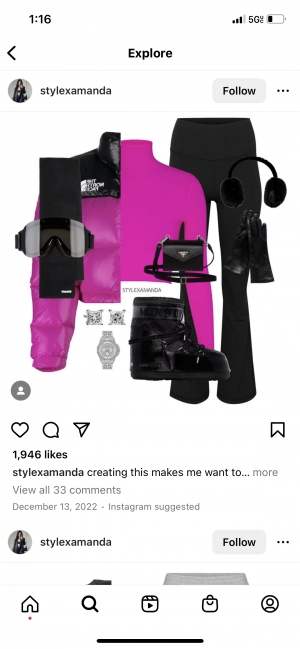 1:16
5G
Explore
stylexamanda
Follow
THE
NORTH
FACE
STYLEXAMANDA
PRADA
1,946 likes
stylexamanda creating this makes me want to... more
View all 33 comments
December 13, 2022 · Instagram suggested
stylexamanda
Follow